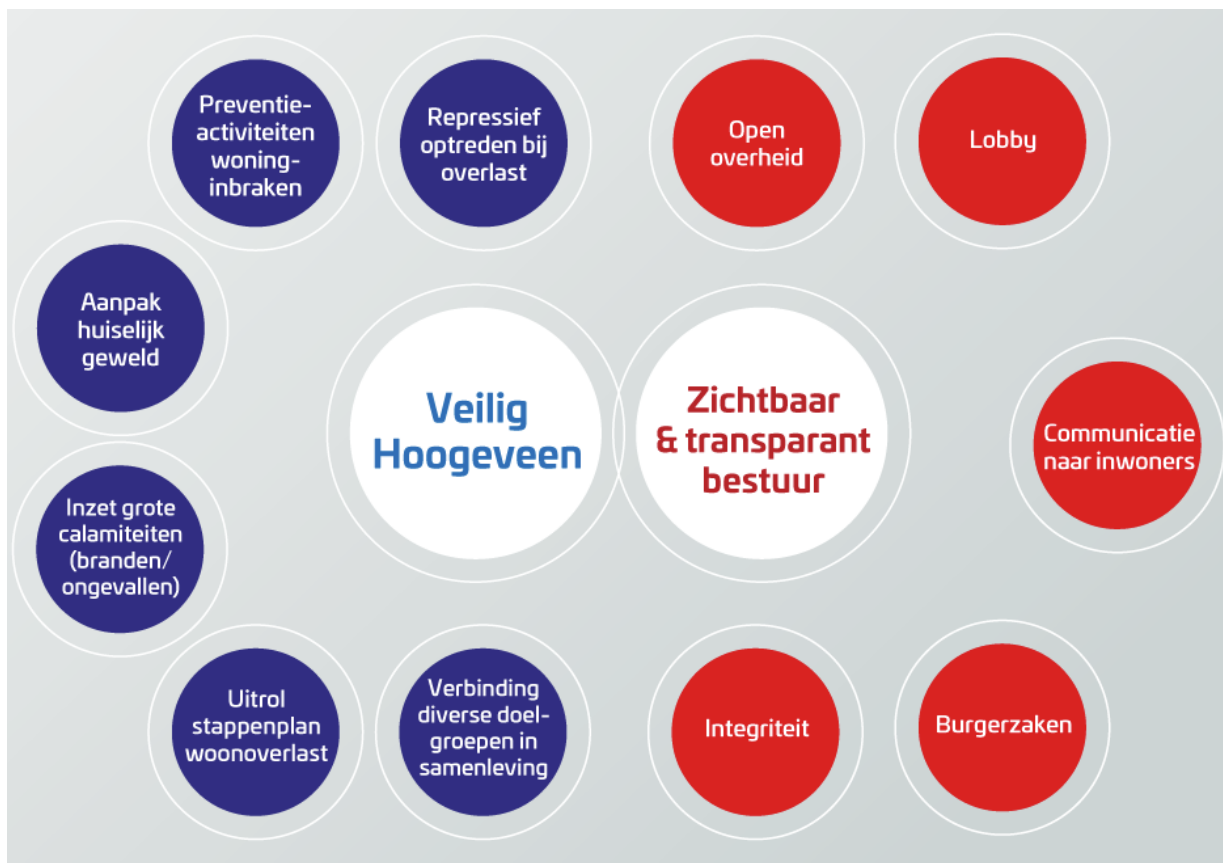 Preventie-
activiteiten
woning-
inbraken
Repressief
optreden bij
overlast
Open
overheid
Lobby
Aanpak
huiselijk
geweld
Veilig
Hoogeveen
Zichtbaar
& transparant
bestuur
Communicatie
naar inwoners
Inzet grote
calamiteiten
(branden/
ongevallen)
Uitrol
stappenplan
woonoverlast
Verbinding
diverse doel-
groepen in
samenleving
Integriteit
Burgerzaken